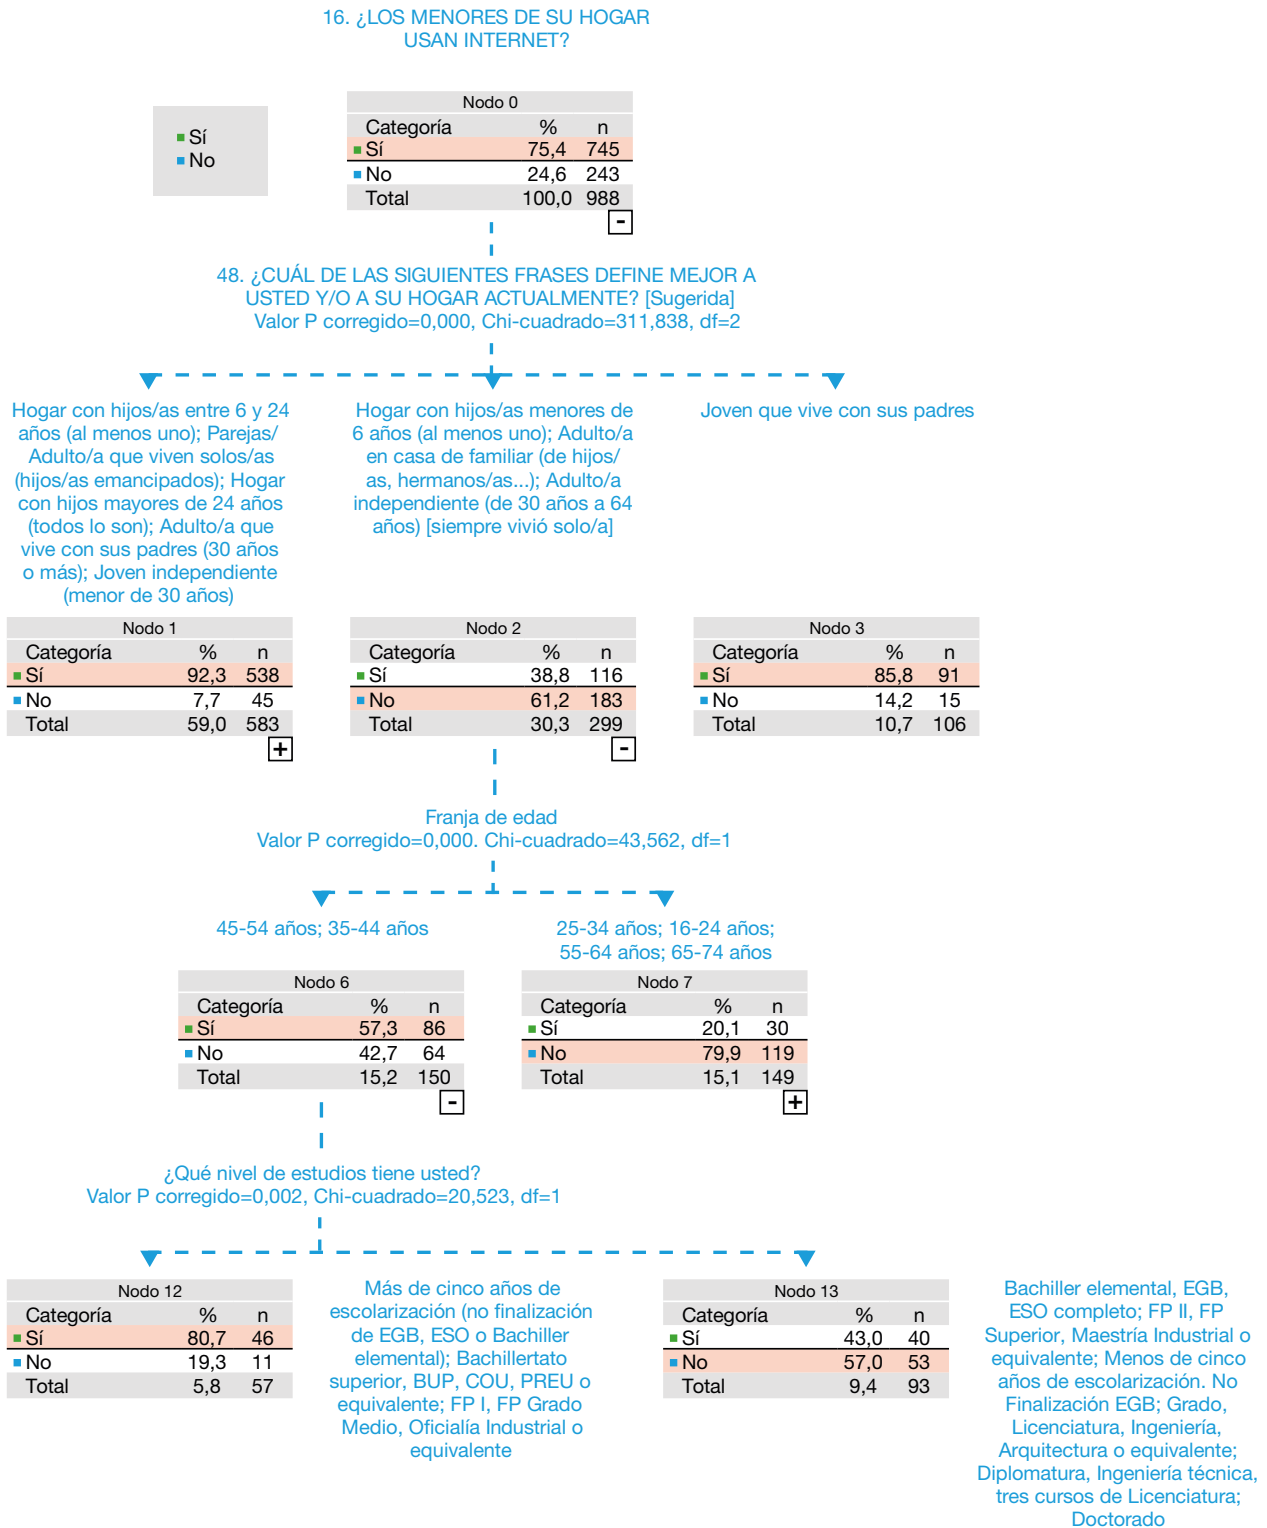 16. ¿LOS MENORES DE SU HOGAR
USAN INTERNET?
Sí
No
Nodo 0
Categoría % n
Sí 75,4 745
No 24,6 243
Total 100,0 988
-
48. ¿CUÁL DE LAS SIGUIENTES FRASES DEFINE MEJOR A
USTED Y/O A SU HOGAR ACTUALMENTE? [Sugerida]
Valor P corregido=0,000, Chi-cuadrado=311,838, df=2
Hogar con hijos/as entre 6 y 24
años (al menos uno); Parejas/
Adulto/a que viven solos/as
(hijos/as emancipados); Hogar
con hijos mayores de 24 años
(todos lo son); Adulto/a que
vive con sus padres (30 años
o más); Joven independiente
(menor de 30 años)
Hogar con hijos/as menores de
6 años (al menos uno); Adulto/a
en casa de familiar (de hijos/
as, hermanos/as...); Adulto/a
independiente (de 30 años a 64
años) [siempre vivió solo/a]
Joven que vive con sus padres
Nodo 1
Categoría % n
Sí 92,3 538
No 7,7 45
Total 59,0 583
+
Nodo 2
Categoría % n
Sí 38,8 116
No 61,2 183
Total 30,3 299
-
Nodo 3
Categoría % n
Sí 85,8 91
No 14,2 15
Total 10,7 106
Franja de edad
Valor P corregido=0,000. Chi-cuadrado=43,562, df=1
45-54 años; 35-44 años
25-34 años; 16-24 años;
55-64 años; 65-74 años
Nodo 6
Categoría % n
Sí 57,3 86
No 42,7 64
Total 15,2 150
-
Nodo 7
Categoría % n
Sí 20,1 30
No 79,9 119
Total 15,1 149
+
¿Qué nivel de estudios tiene usted?
Valor P corregido=0,002, Chi-cuadrado=20,523, df=1
Nodo 12
Categoría % n
Sí 80,7 46
No 19,3 11
Total 5,8 57
Más de cinco años de
escolarización (no finalización
de EGB, ESO o Bachiller
elemental); Bachillertato
superior, BUP, COU, PREU o
equivalente; FP I, FP Grado
Medio, Oficialía Industrial o
equivalente
Nodo 13
Categoría % n
Sí 43,0 40
No 57,0 53
Total 9,4 93
Bachiller elemental, EGB,
ESO completo; FP II, FP
Superior, Maestría Industrial o
equivalente; Menos de cinco
años de escolarización. No
Finalización EGB; Grado,
Licenciatura, Ingeniería,
Arquitectura o equivalente;
Diplomatura, Ingeniería técnica,
tres cursos de Licenciatura;
Doctorado